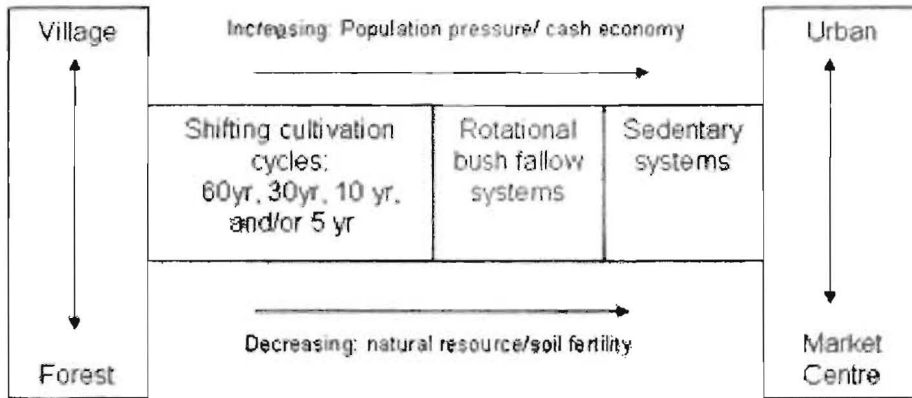 Village
Increasing: Population pressure/ cash economy
Urban
Shifting cultivation
cycles:
60yr, 30yr, 10 yr,
and/or 5 yr
Rotational
bush fallow
systems
Sedentary
systems
Decreasing: natural resource/soil fertility
Forest
Market
Centre